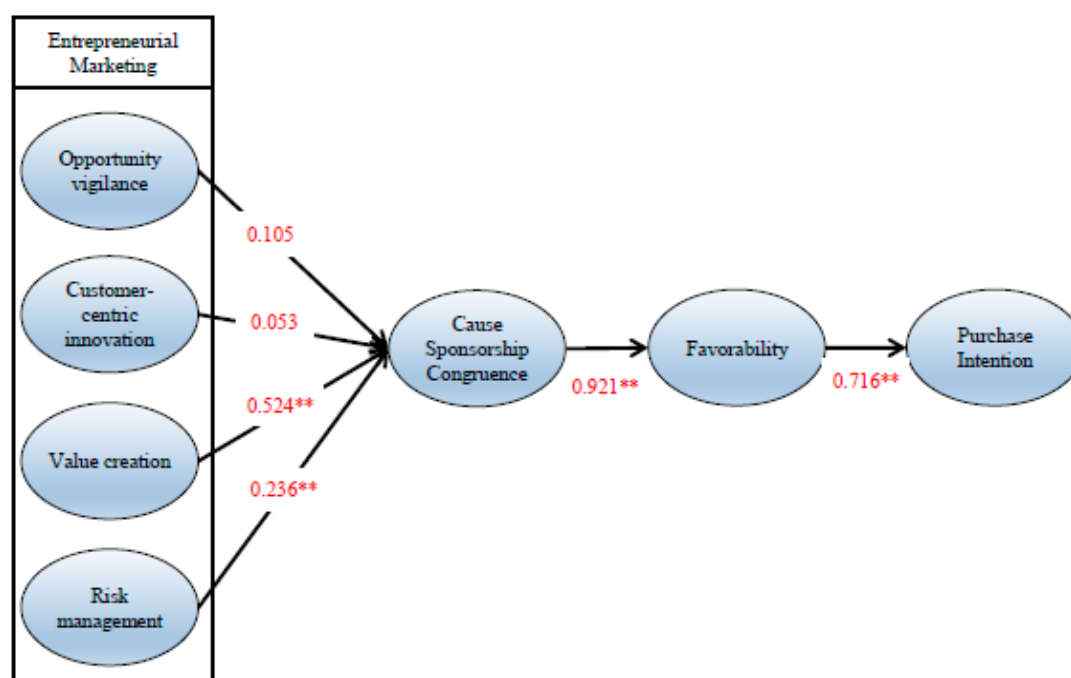 Entrepreneurial
Marketing
Opportunity
vigilance
0.105
Customer-
centric
innovation
0.053
Cause
Sponsorship
Congruence
0.921**
Favorability
0.716**
Purchase
Intention
0.524**
Value creation
0.236**
Risk
management